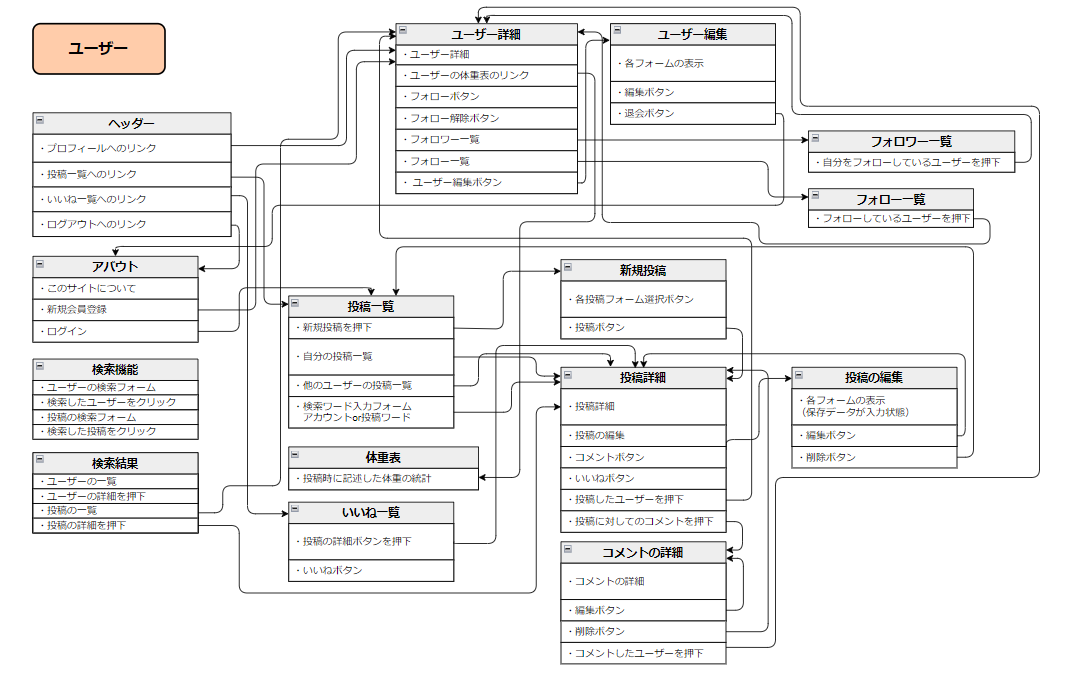 ユーザー
ユーザー詳細
・ユーザー詳細
・ユーザーの体重表のリンク
・フォローボタン
・フォロー解除ボタン
・フォロワー一覧
・フォロー一覧
・ユーザー編集ボタン
ユーザー編集
・各フォームの表示
・編集ボタン
・退会ボタン
ヘッダー
・プロフィールへのリンク
・投稿一覧へのリンク
・いいね一覧へのリンク
・ログアウトへのリンク
フォロワー一覧
・自分をフォローしているユーザーを押下
フォロー一覧
・フォローしているユーザーを押下
アバウト
・このサイトについて
・新規会員登録
・ログイン
投稿一覧
・新規投稿を押下
・自分の投稿一覧
・他のユーザーの投稿一覧
・検索ワード入力フォーム
アカウントor投稿ワード
新規投稿
・各投稿フォーム選択ボタン
・投稿ボタン
検索機能
・ユーザーの検索フォーム
・検索したユーザーをクリック
・投稿の検索フォーム
・検索した投稿をクリック
投稿詳細
・投稿詳細
・投稿の編集
・コメントボタン
・いいねボタン
・投稿したユーザーを押下
・投稿に対してのコメントを押下
投稿の編集
・各フォームの表示
（保存データが入力状態）
・編集ボタン
・削除ボタン
検索結果
・ユーザーの一覧
・ユーザーの詳細を押下
・投稿の一覧
・投稿の詳細を押下
体重表
・投稿時に記述した体重の統計
いいね一覧
・投稿の詳細ボタンを押下
・いいねボタン
コメントの詳細
・コメントの詳細
・編集ボタン
・削除ボタン
・コメントしたユーザーを押下